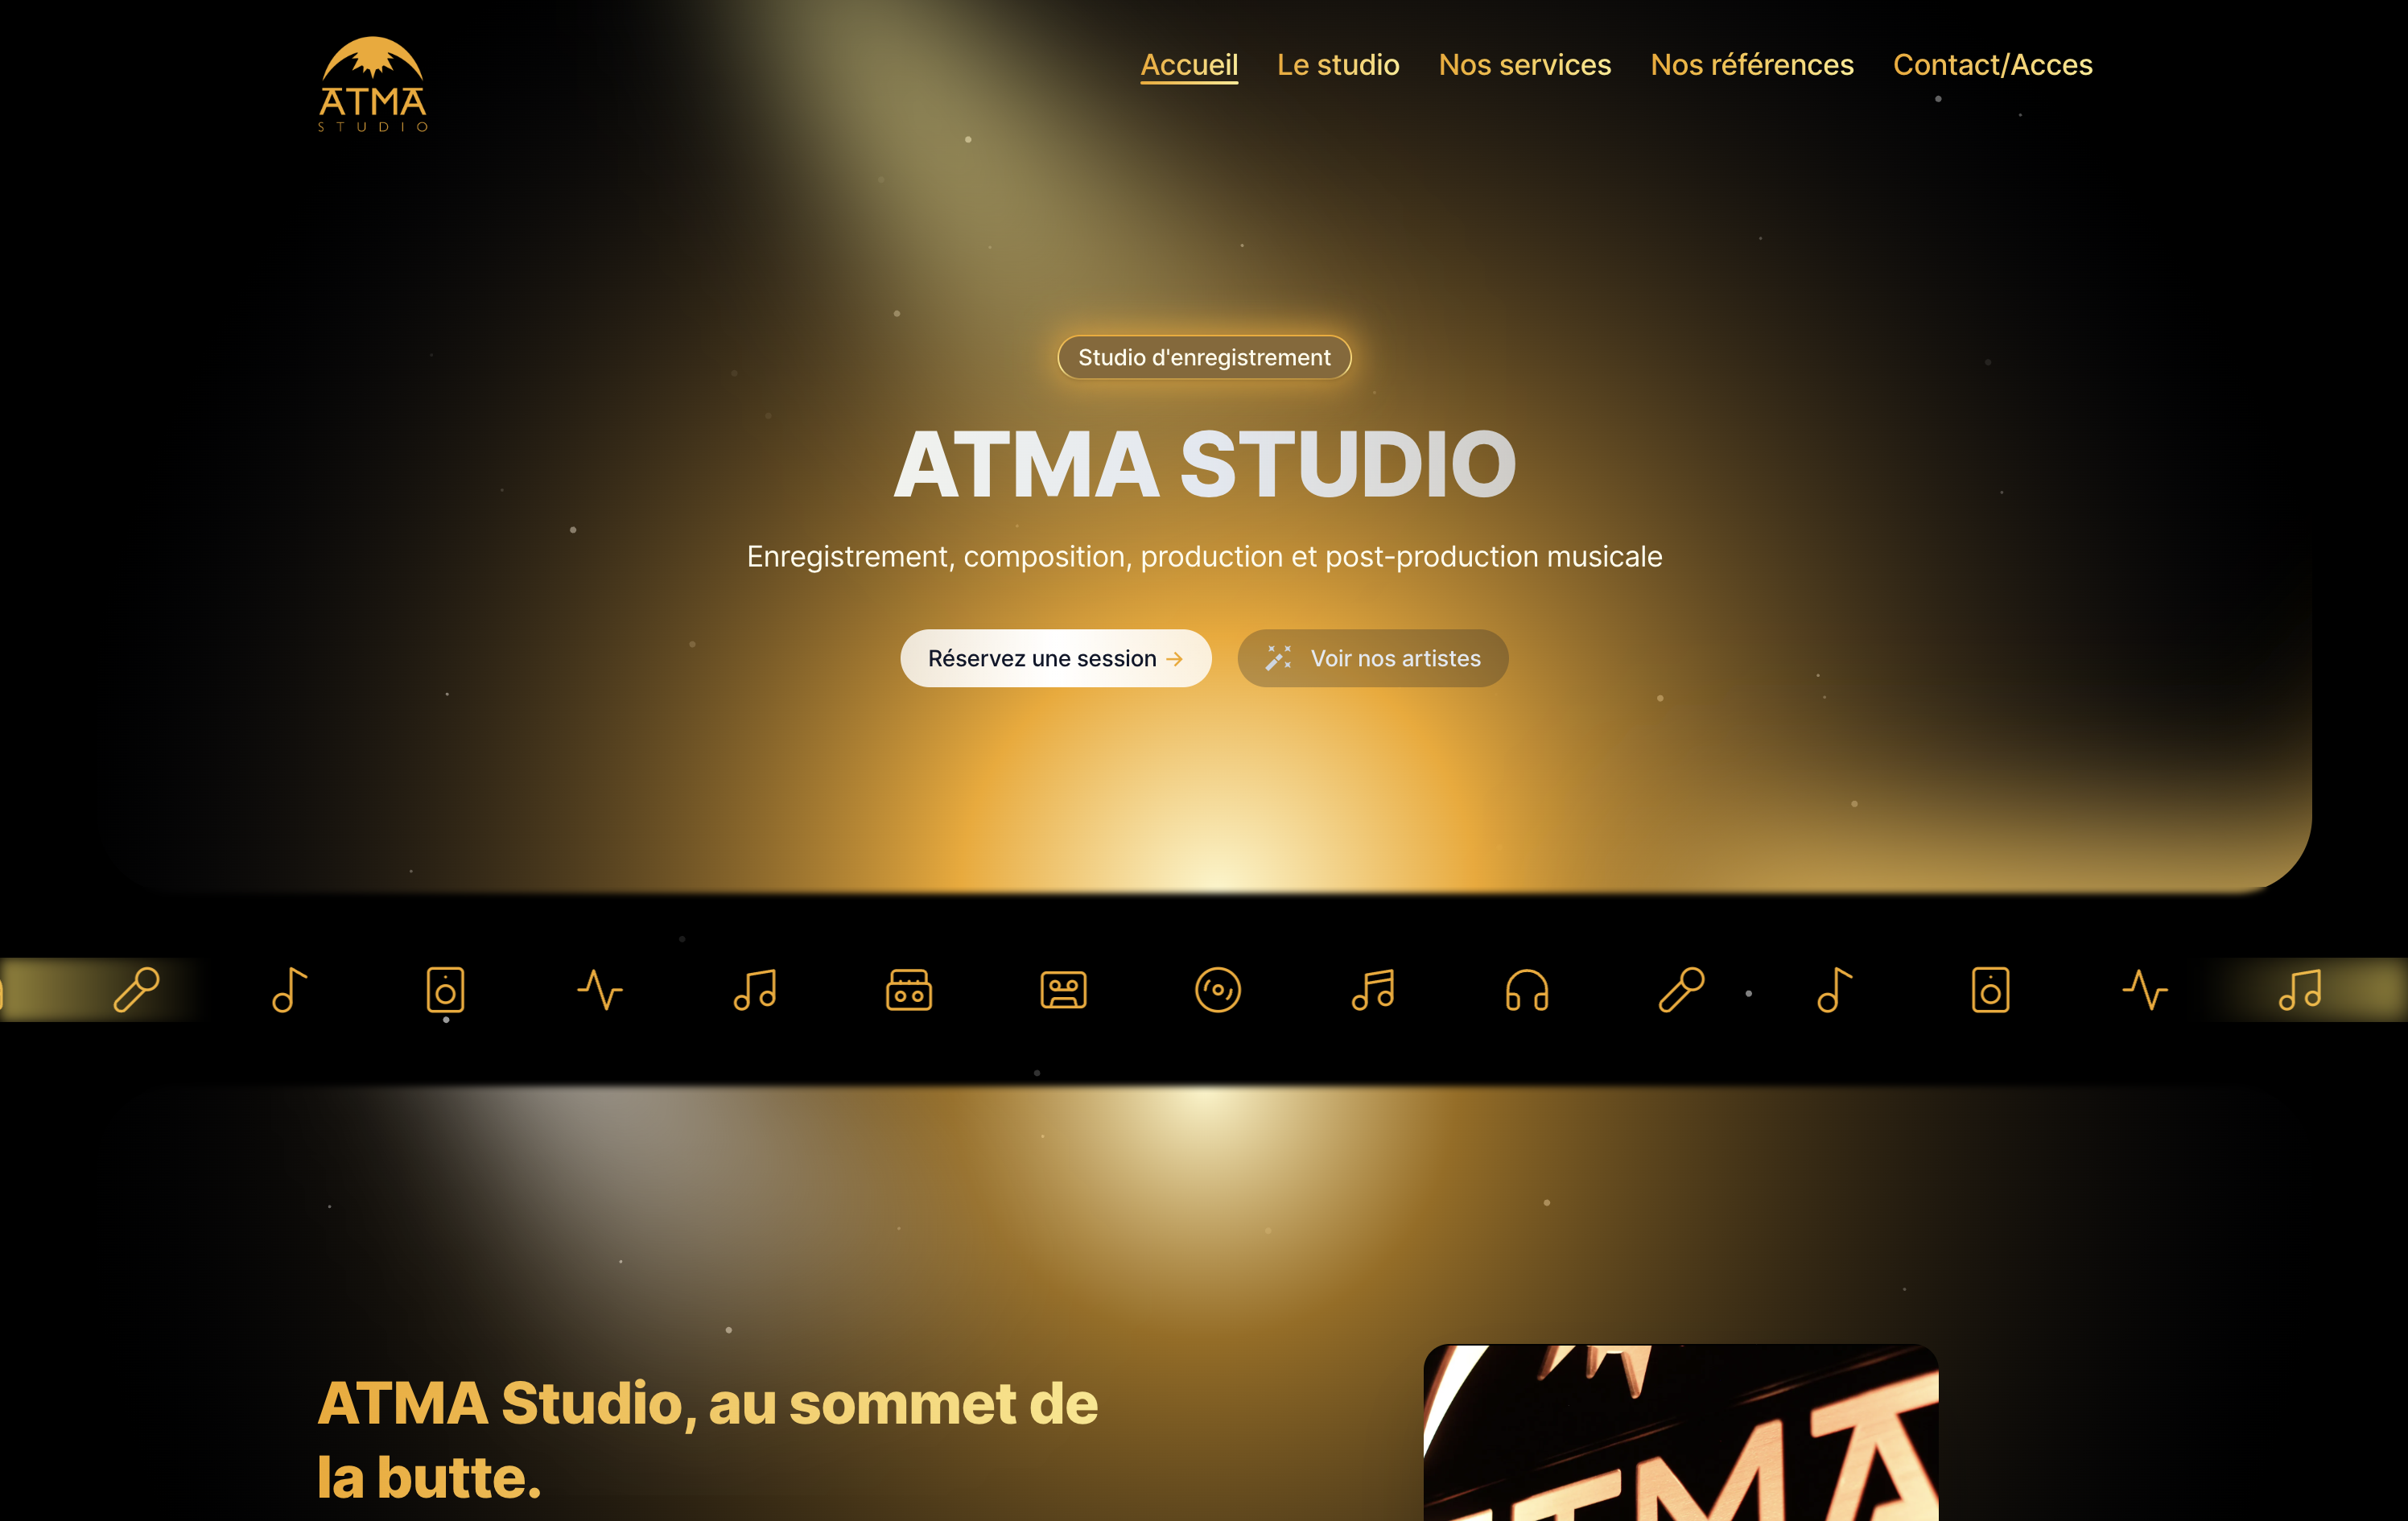 ATMA
STUDIO
Accueil
Le studio
Nos services
Nos références
Contact/Acces
Studio d'enregistrement
ATMA STUDIO
Enregistrement, composition, production et post-production musicale
Réservez une session →
Voir nos artistes
ATMA Studio, au sommet de
la butte.
ATMA